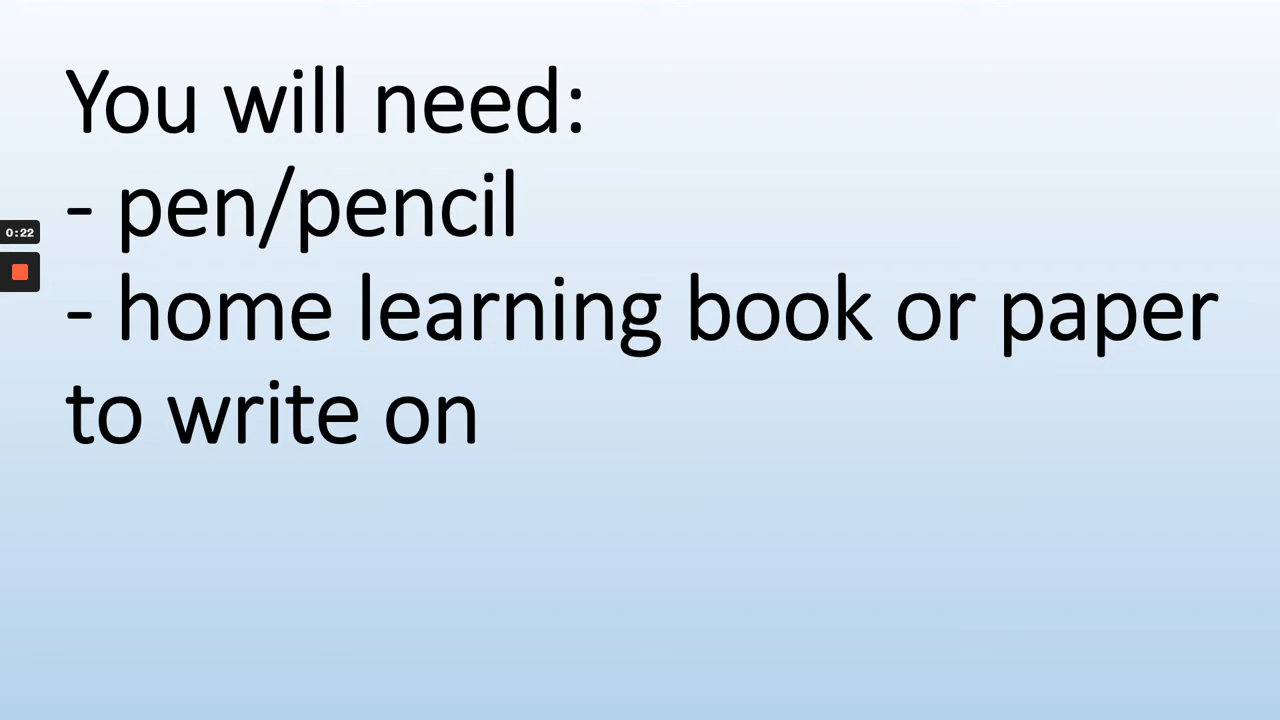 You will need:
- pen/pencil
0:22
- home learning book or paper
to write on